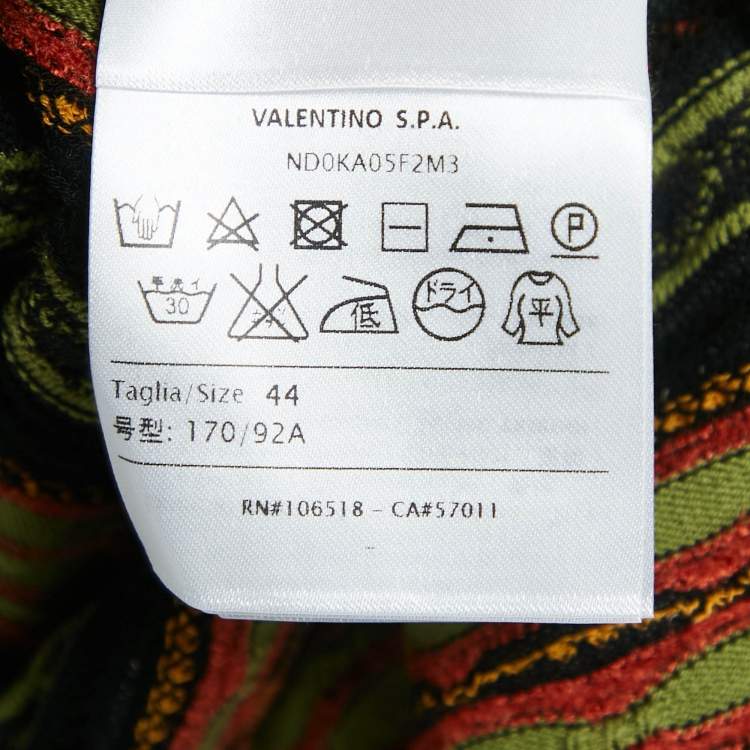 VALENTINO S.P.A.
ND0KA05F2M3
P
手洗イ
30
低
ドライ
平
Taglia/Size 44
号型: 170/92A
RN#106518 - CA#57011